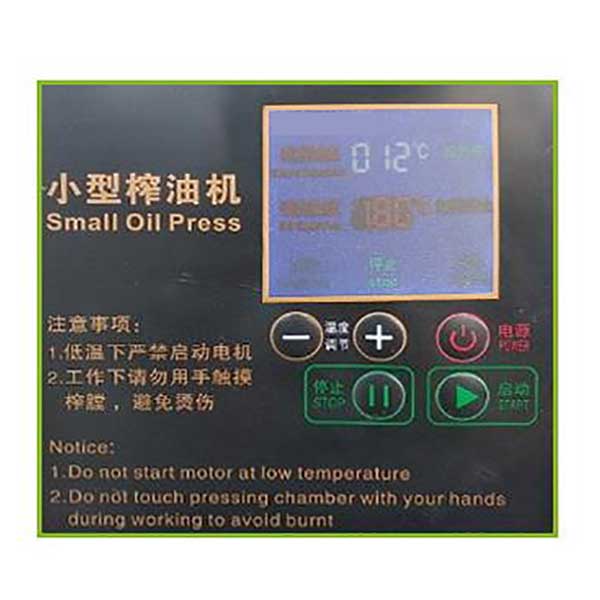 小型榨油机
Small Oil Press
012°C
180°C
停止
stop
注意事项：
1.低温下严禁启动电机
2.工作下请勿用手触摸
榨膛，避免烫伤
温度
调节
电源
POWER
停止
STOP
启动
START
Notice:
1.Do not start motor at low temperature
2.Do not touch pressing chamber with your hands
during working to avoid burnt